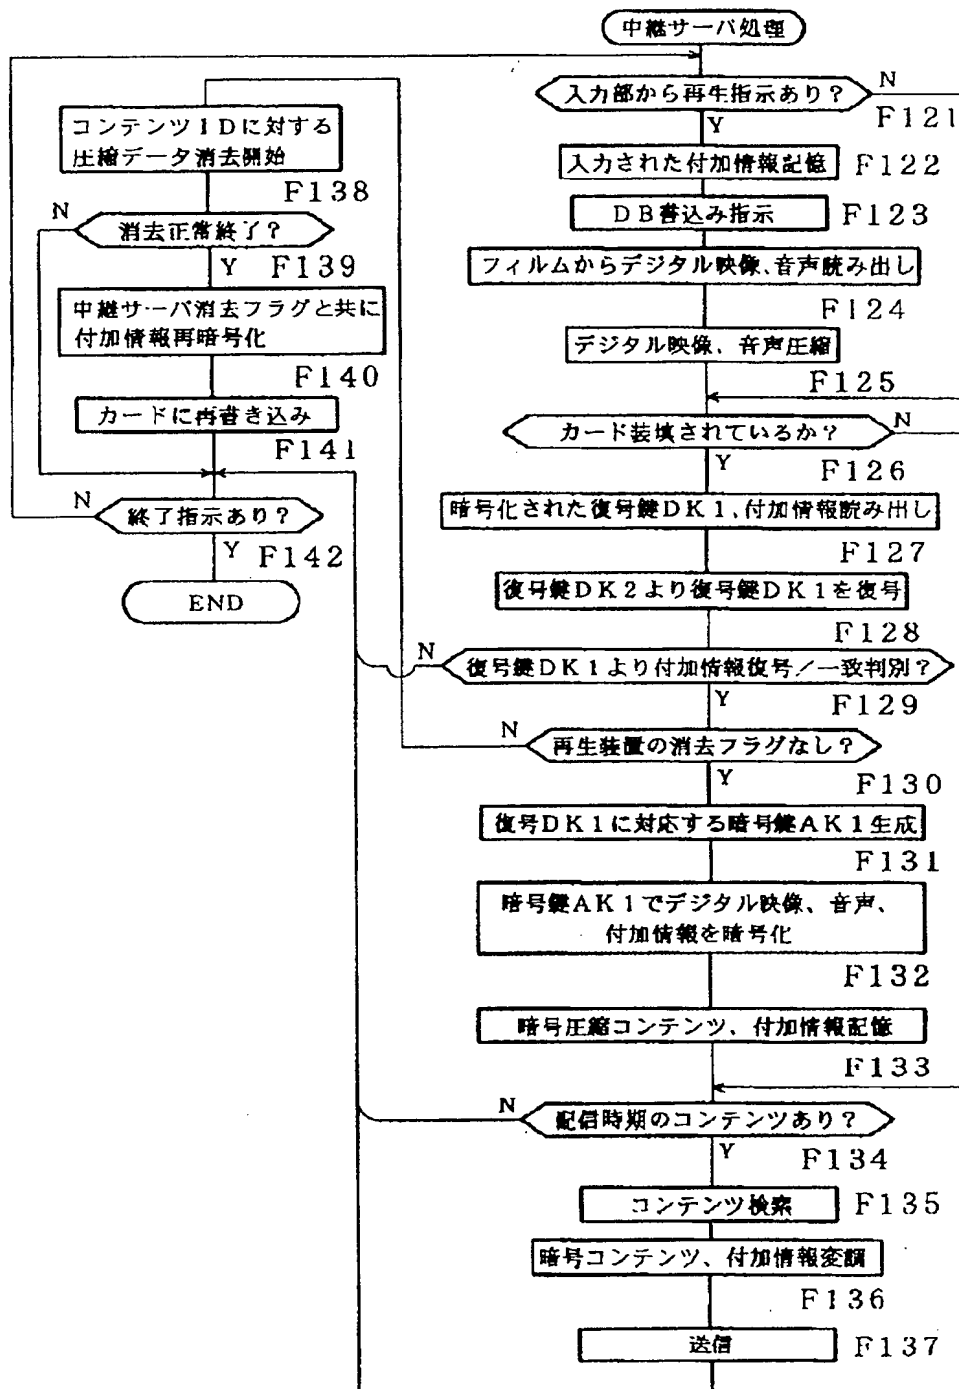 中継サーバ処理
入力部から再生指示あり？
N
F121
Y
入力された付加情報記憶
F122
DB書込み指示
F123
フィルムからデジタル映像、音声読み出し
F124
デジタル映像、音声圧縮
F125
カード装填されているか？
N
F126
Y
暗号化された復号鍵DK1、付加情報読み出し
F127
復号鍵DK2より復号鍵DK1を復号
F128
N
復号鍵DK1より付加情報復号／一致判別？
Y
F129
N
再生装置の消去フラグなし？
Y
F130
復号DK1に対応する暗号鍵AK1生成
F131
暗号鍵AK1でデジタル映像、音声、
付加情報を暗号化
F132
暗号圧縮コンテンツ、付加情報記憶
F133
N
配信時期のコンテンツあり？
Y
F134
コンテンツ検索
F135
暗号コンテンツ、付加情報変調
F136
送信
F137
コンテンツIDに対する
圧縮データ消去開始
F138
N
消去正常終了？
Y
F139
中継サーバ消去フラグと共に
付加情報再暗号化
F140
カードに再書き込み
F141
N
終了指示あり？
Y
F142
END